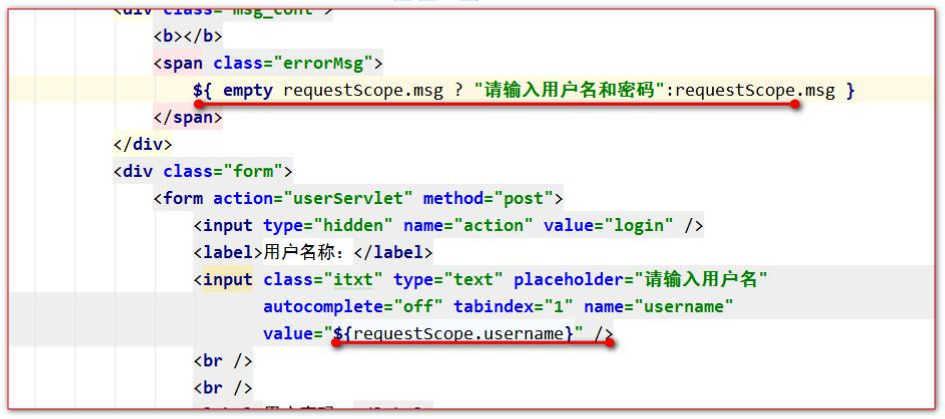 <div class="msg_cont">
<b></b>
<span class="errorMsg">
${ empty requestScope.msg ? "请输入用户名和密码":requestScope.msg }
</span>
</div>
<div class="form">
<form action="userServlet" method="post">
<input type="hidden" name="action" value="login" />
<label>用户名称：</label>
<input class="itxt" type="text" placeholder="请输入用户名"
autocomplete="off" tabindex="1" name="username"
value="${requestScope.username}" />
<br />
<br />